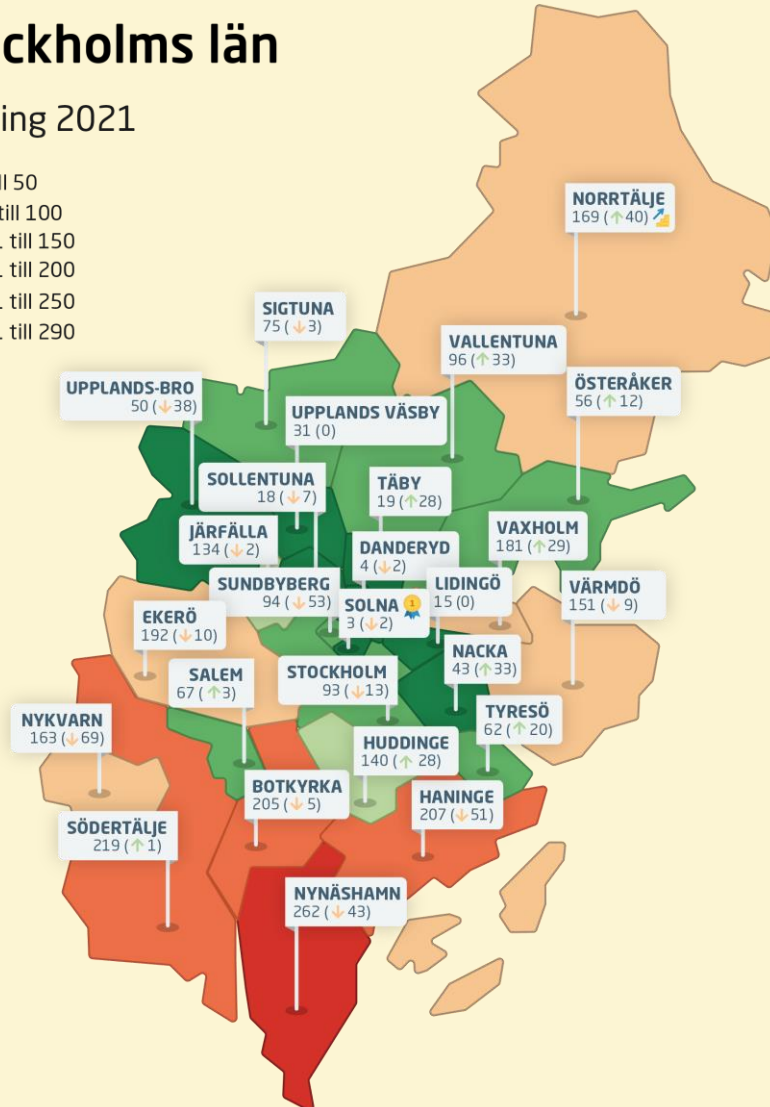 ckholms län
ing 2021
ll 50
till 100
. till 150
. till 200
. till 250
. till 290
NORRTÄLJE
169 (↑40)
SIGTUNA
75 (↓3)
VALLENTUNA
96 (↑33)
UPPLANDS-BRO
50 (↓38)
ÖSTERÅKER
56 (↑12)
UPPLANDS VÄSBY
31 (0)
SOLLENTUNA
18 (↓7)
TÄBY
19 (↑28)
JÄRFÄLLA
134 (↓2)
DANDERYD
4 (↓2)
VAXHOLM
181 (↑29)
SUNDBYBERG
94 (↓53)
SOLNA 1
3 (↓2)
LIDINGÖ
15 (0)
VÄRMDÖ
151 (↓9)
EKERÖ
192 (↓10)
SALEM
67 (↑3)
STOCKHOLM
93 (↓13)
NACKA
43 (↑33)
NYKVARN
163 (↓69)
TYRESÖ
62 (↑20)
HUDDINGE
140 (↑28)
BOTKYRKA
205 (↓5)
HANINGE
207 (↓51)
SÖDERTÄLJE
219 (↑1)
NYNÄSHAMN
262 (↓43)